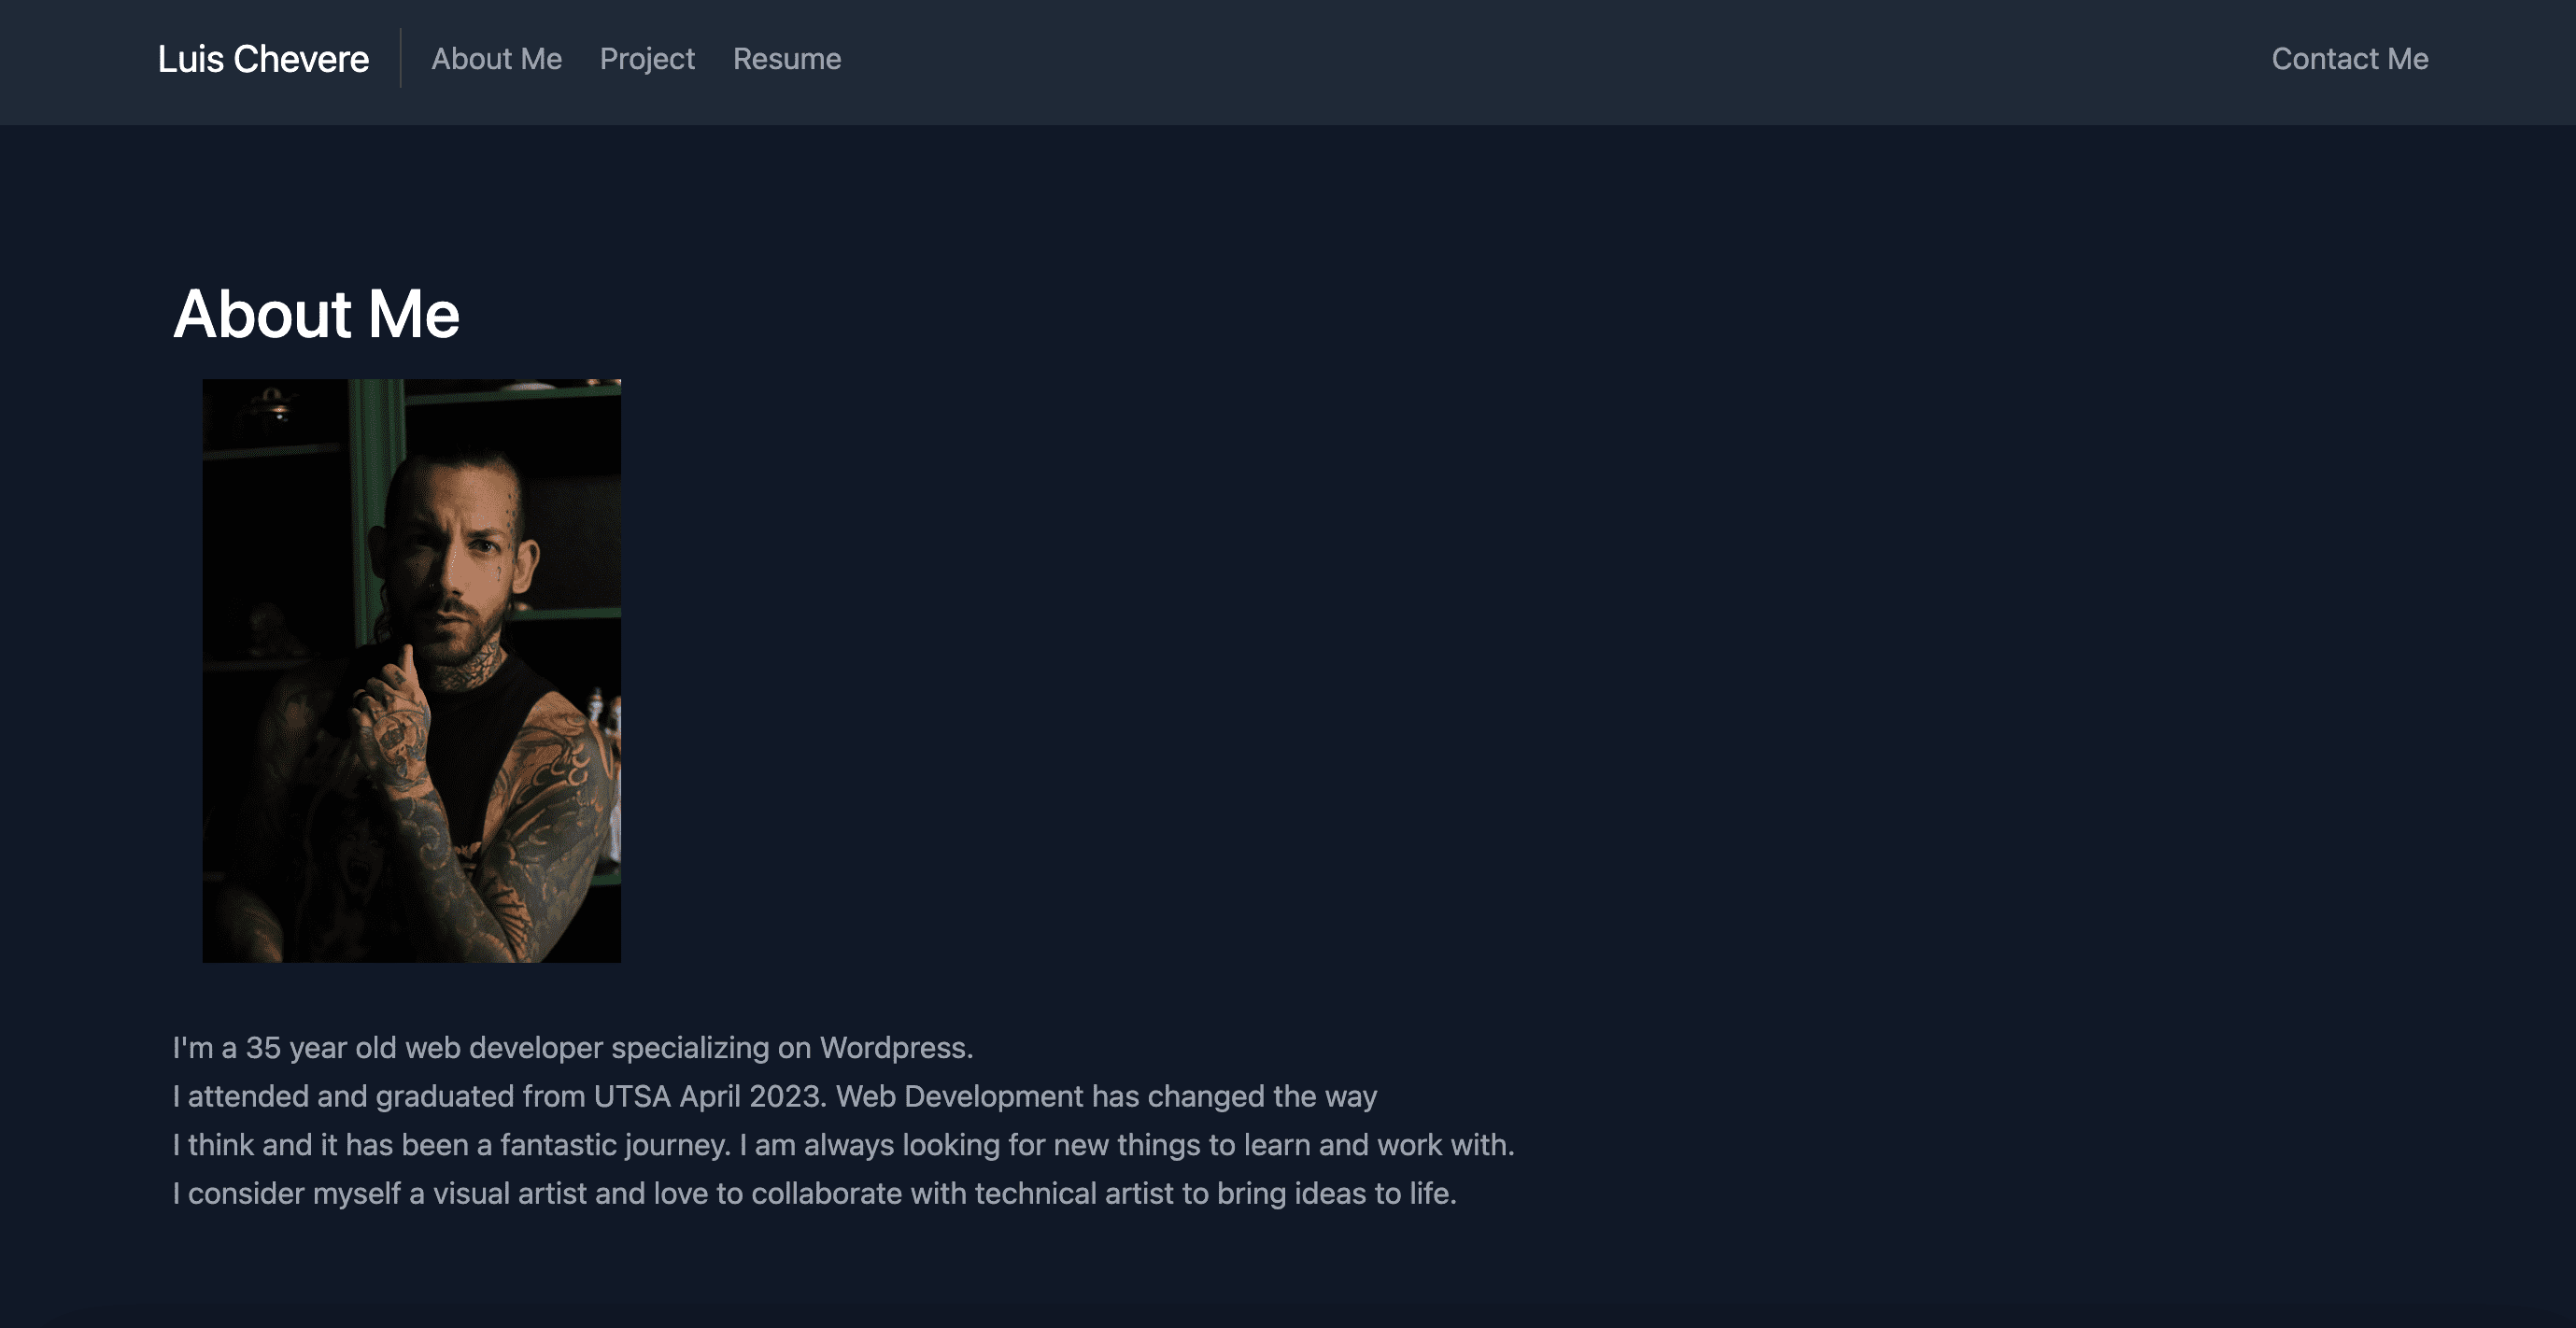 Luis Chevere
About Me
Project
Resume
Contact Me
About Me
I'm a 35 year old web developer specializing on Wordpress.
I attended and graduated from UTSA April 2023. Web Development has changed the way
I think and it has been a fantastic journey. I am always looking for new things to learn and work with.
I consider myself a visual artist and love to collaborate with technical artist to bring ideas to life.